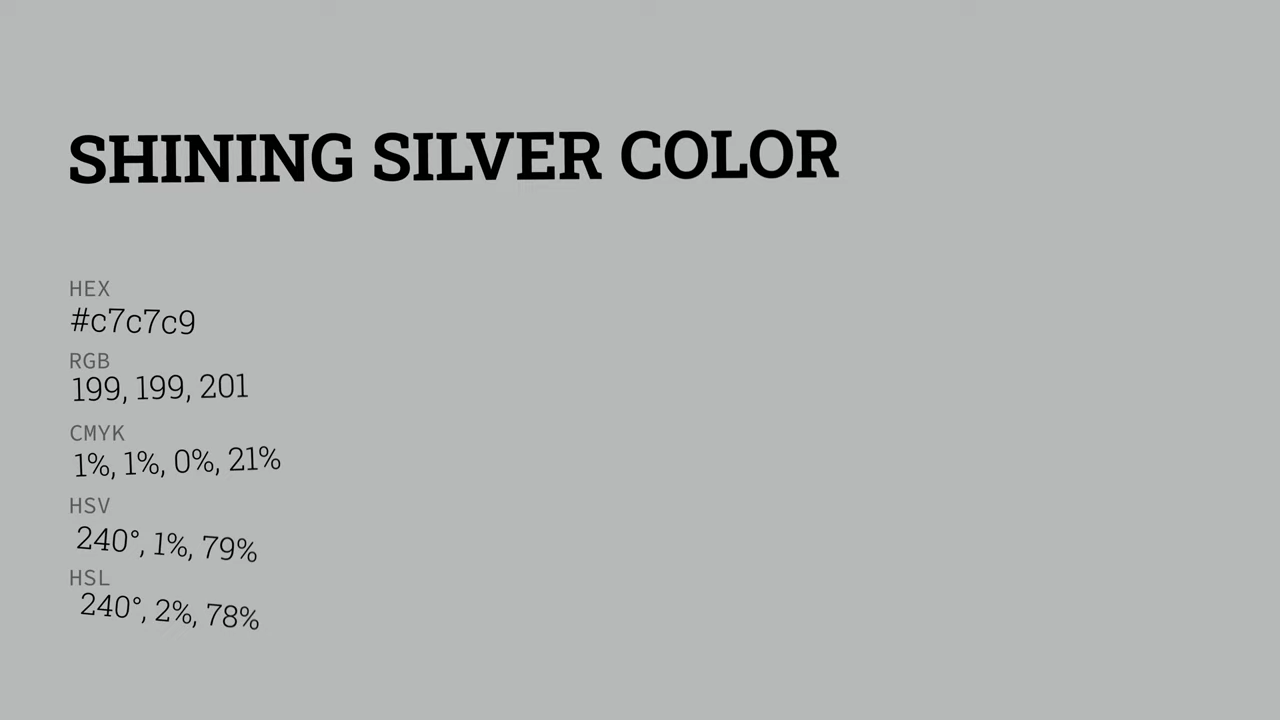 SHINING SILVER COLOR
HEX
#c7c7c9
RGB
199, 199, 201
CMYK
1%, 1%, 0%, 21%
HSV
240°, 1%, 79%
HSL
240°, 2%, 78%